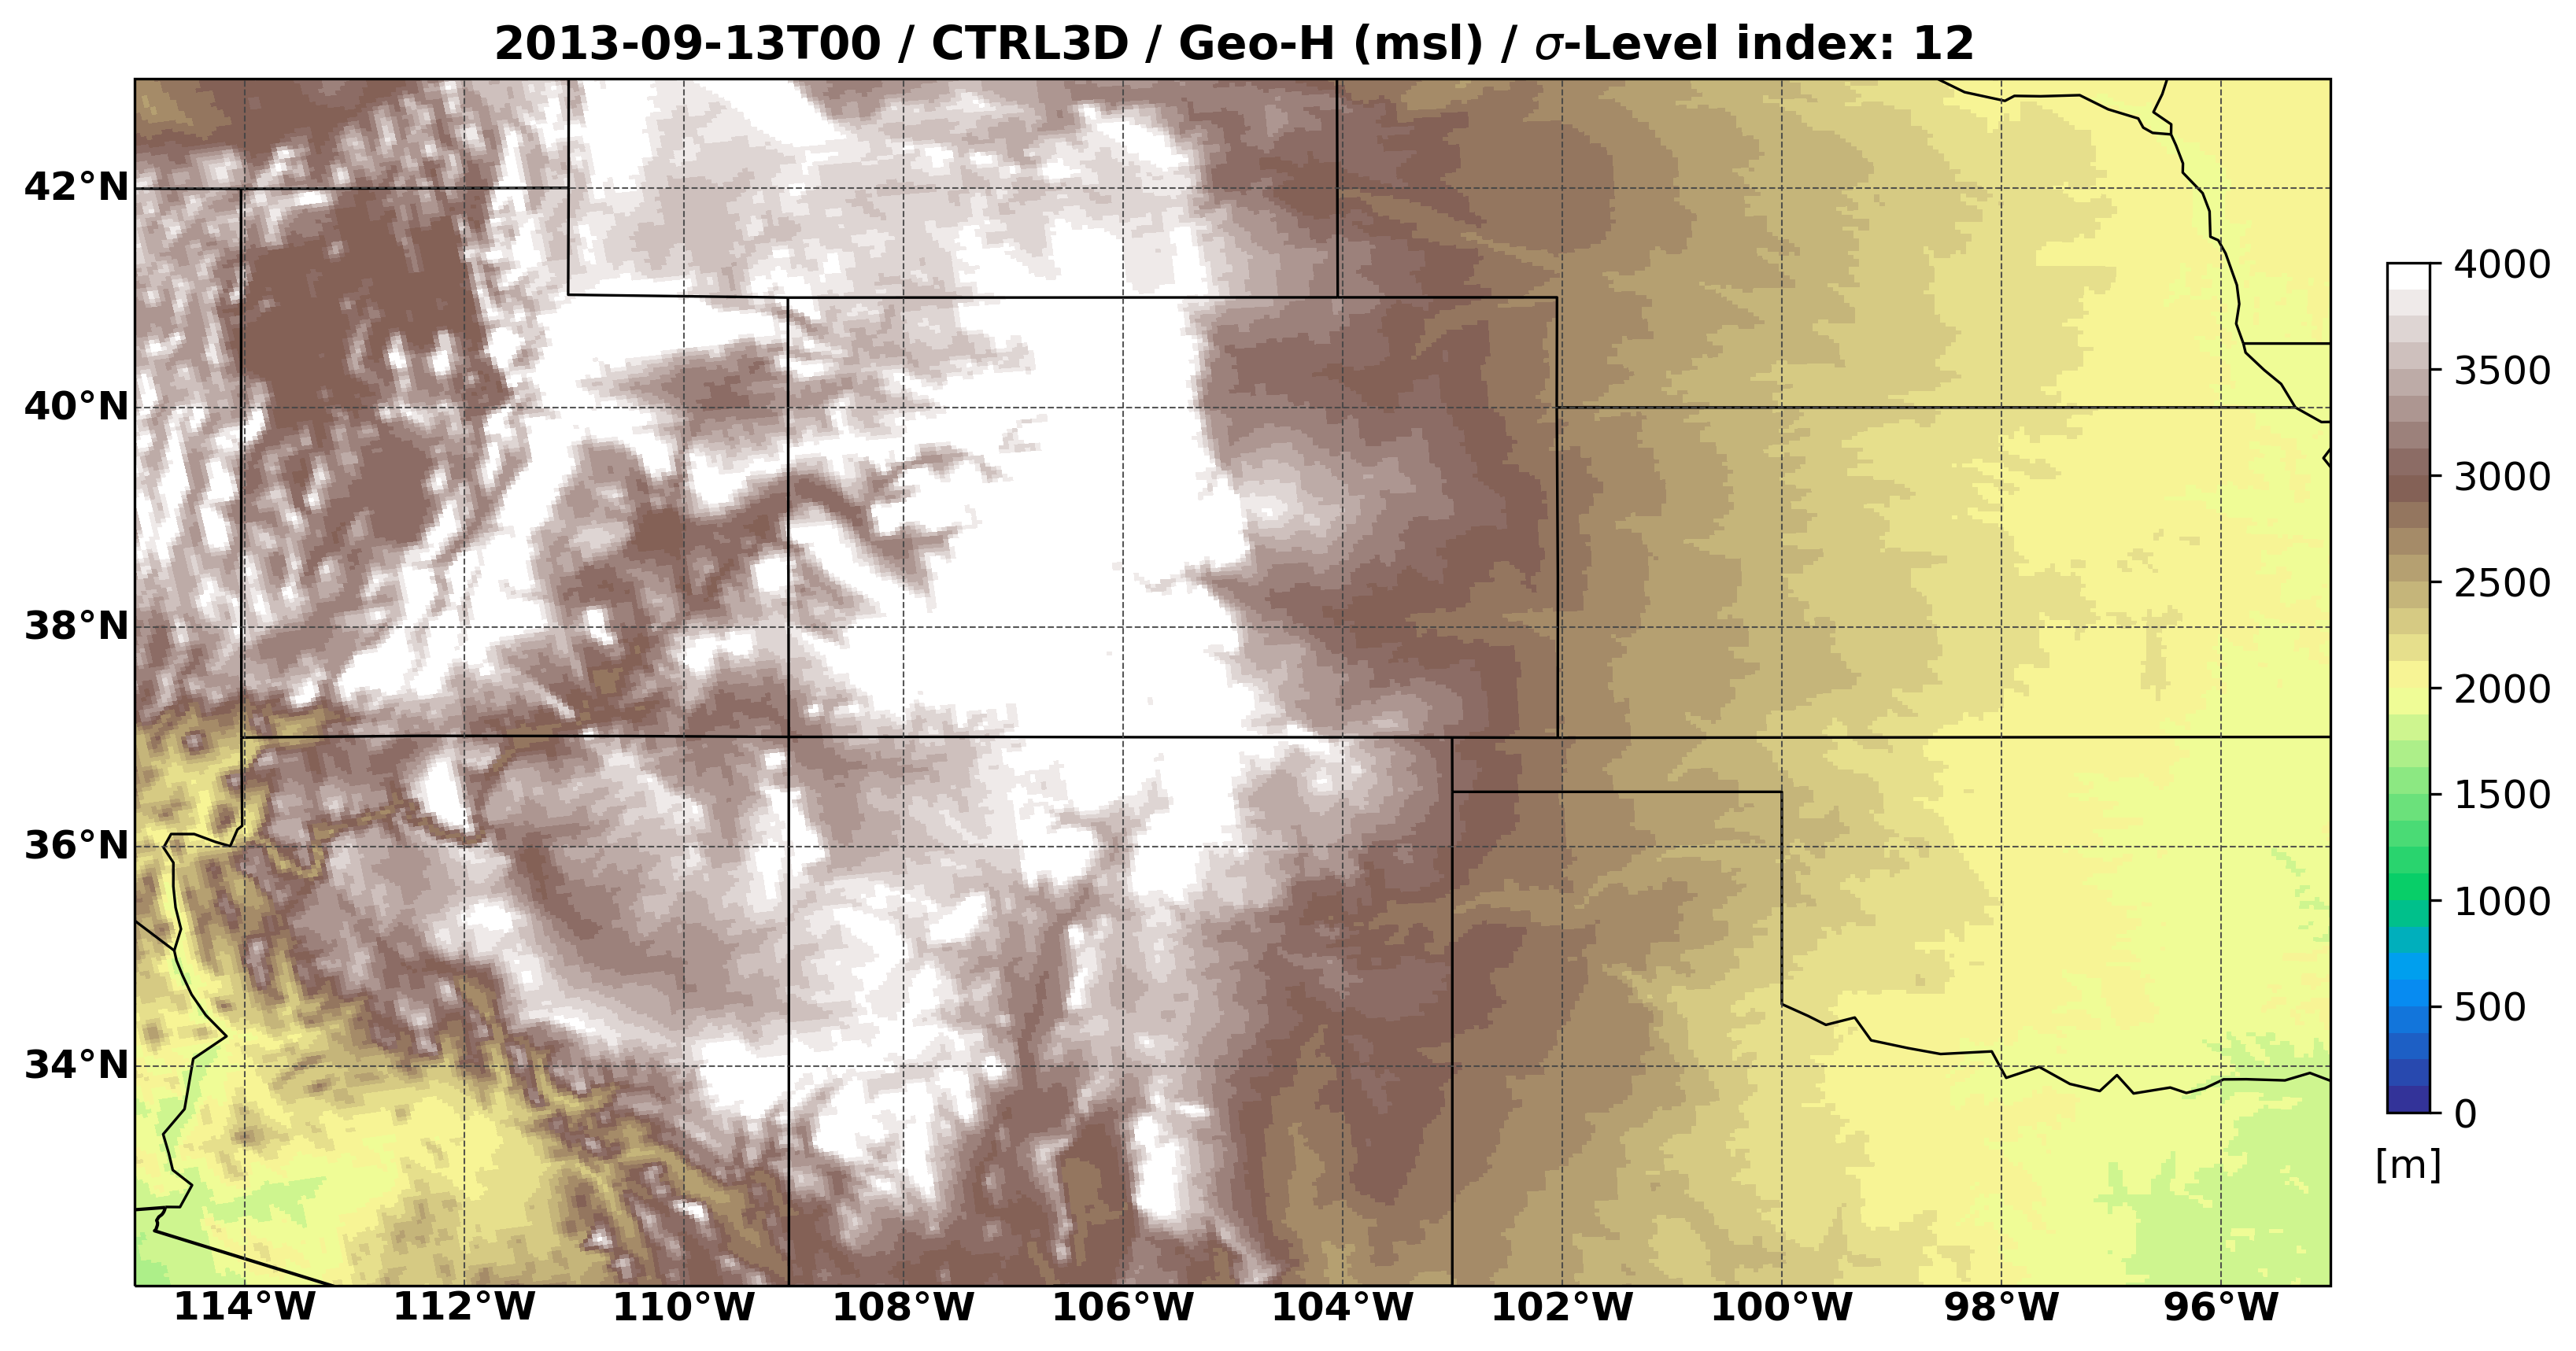 2013-09-13T00 / CTRL3D / Geo-H (msl) / σ-Level index: 12
42°N
40°N
38°N
36°N
34°N
114°W 112°W 110°W 108°W 106°W 104°W 102°W 100°W 98°W 96°W
4000
3500
3000
2500
2000
1500
1000
500
0
[m]